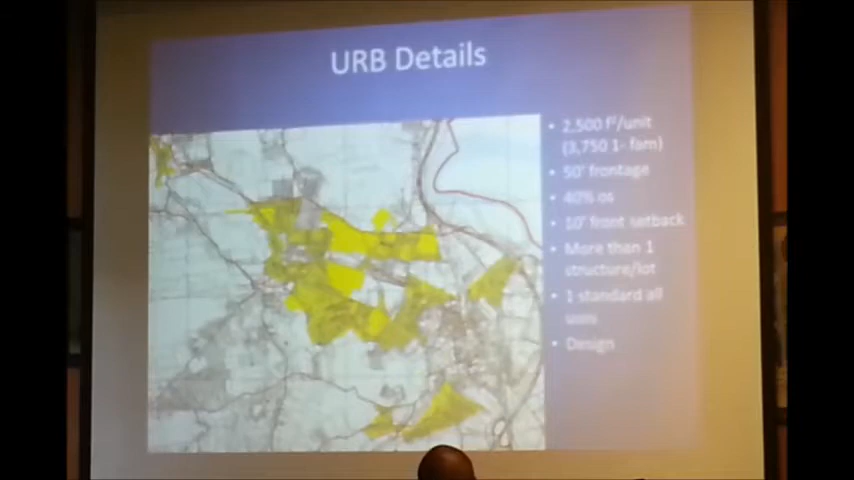 URB Details
• 2,500 f²/unit
(3,750 1- fam)
• 50' frontage
• 40% os
• 10' front setback
• More than 1
structure/lot
• 1 standard all
uses
• Design